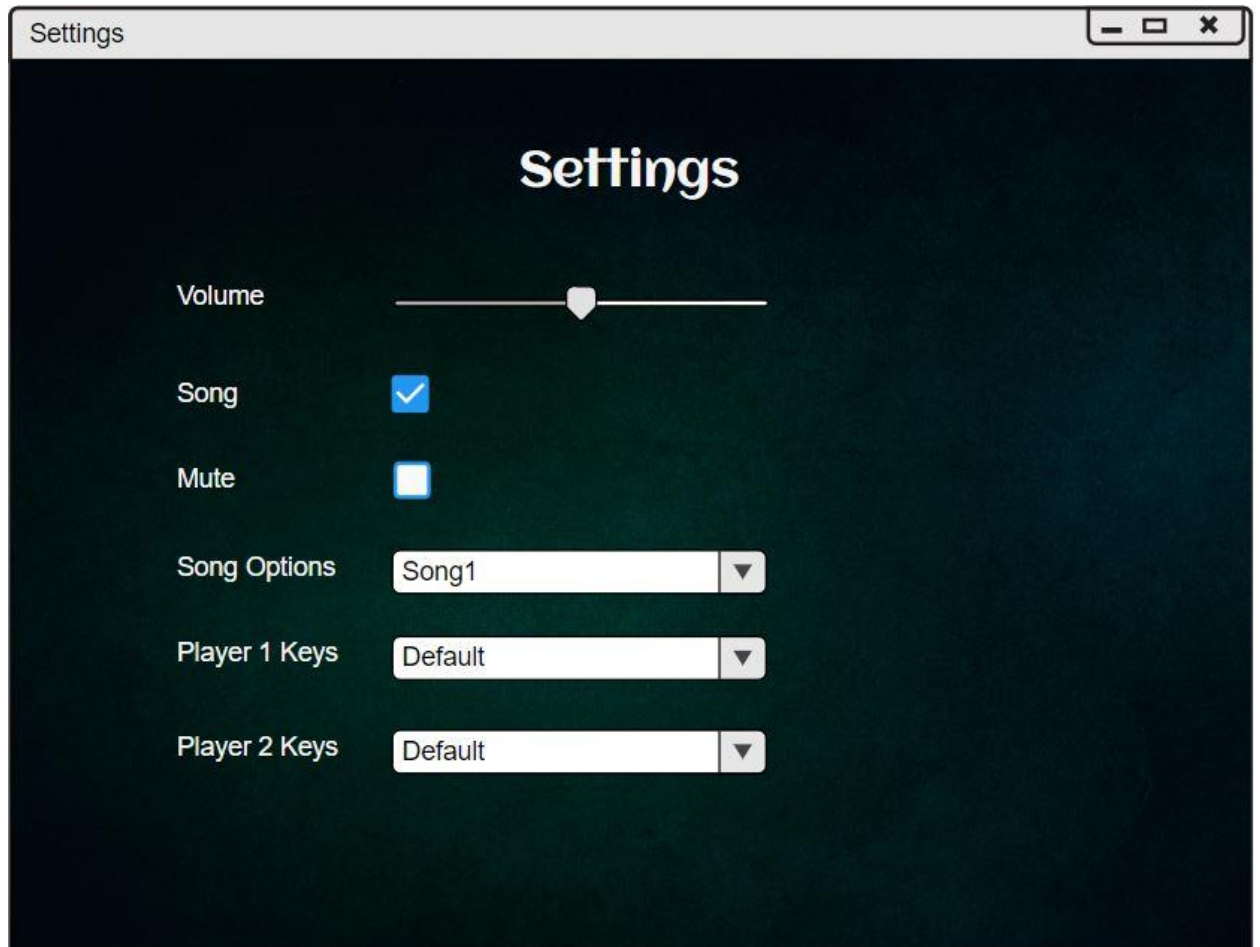 Settings
Settings
Volume
Song
Mute
Song Options Song1
Player 1 Keys Default
Player 2 Keys Default